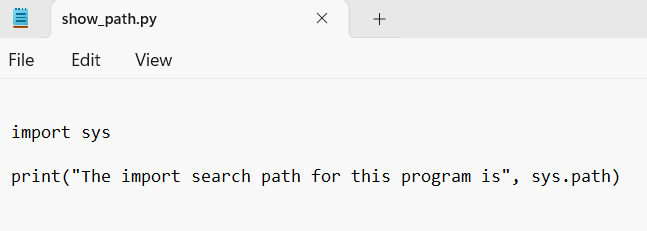 show_path.py
File Edit View
import sys
print("The import search path for this program is", sys.path)